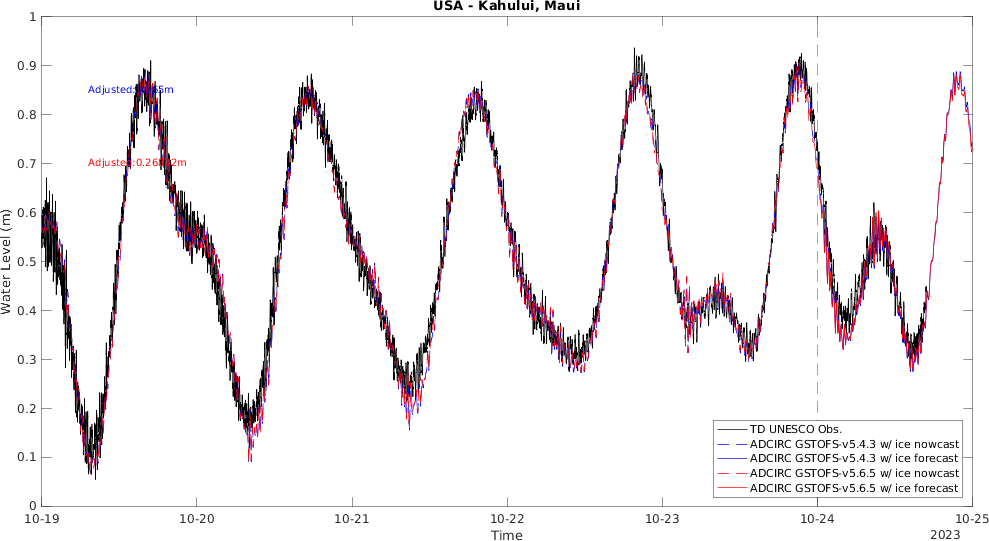 USA - Kahului, Maui
1
0.9
0.8
0.7
0.6
0.5
0.4
0.3
0.2
0.1
0
Water Level (m)
Adjusted:
Adjusted:
TD UNESCO Obs.
ADCIRC GSTOFS-v5.4.3 w/ ice nowcast
ADCIRC GSTOFS-v5.4.3 w/ ice forecast
ADCIRC GSTOFS-v5.6.5 w/ ice nowcast
ADCIRC GSTOFS-v5.6.5 w/ ice forecast
10-19
10-20
10-21
10-22
10-23
10-24
10-25
Time
2023